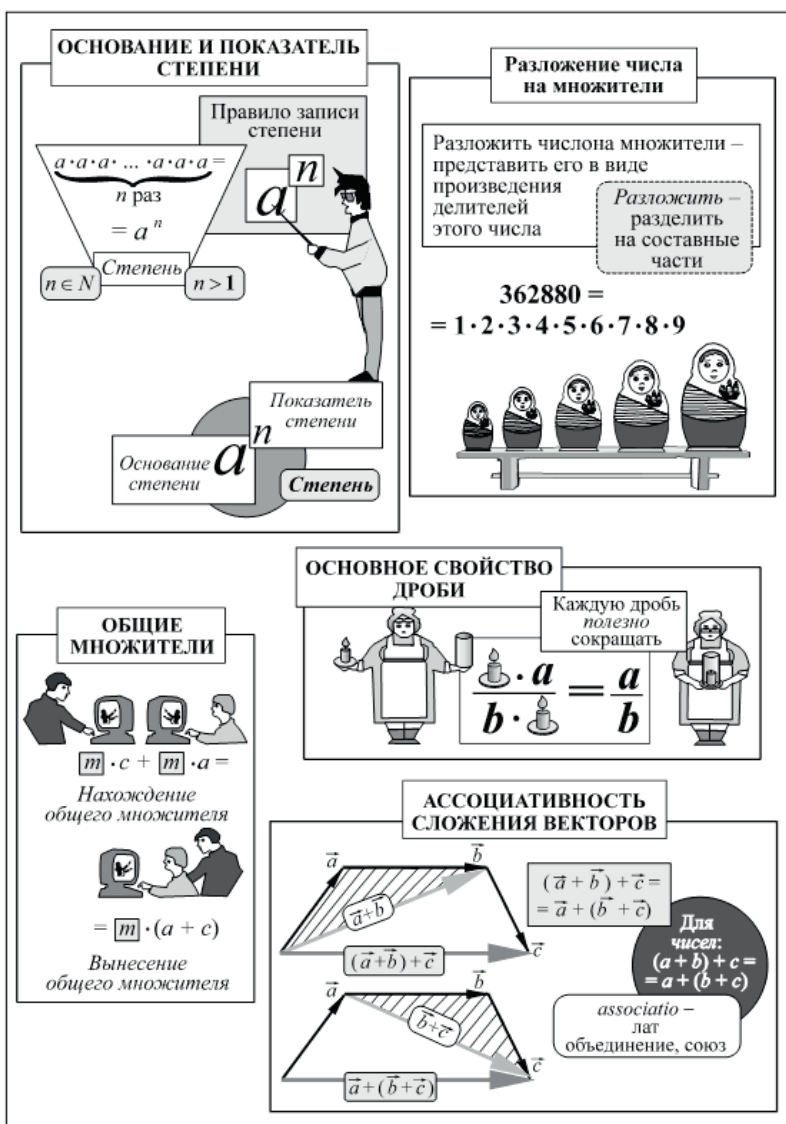 ОСНОВАНИЕ И ПОКАЗАТЕЛЬ
СТЕПЕНИ
Правило записи
степени
a·a·a· ... ·a·a·a =
n раз
= aⁿ
Степень
n ∈ N
n > 1
aⁿ
Показатель
степени
Основание
степени
aⁿ
Степень
Разложение числа
на множители
Разложить числона множители –
представить его в виде
произведения
делителей
этого числа
Разложить –
разделить
на составные
части
362880 =
= 1·2·3·4·5·6·7·8·9
ОСНОВНОЕ СВОЙСТВО
ДРОБИ
Каждую дробь
полезно
сокращать
· a
b ·
=
a
b
ОБЩИЕ
МНОЖИТЕЛИ
m · c + m · a =
Нахождение
общего множителя
= m · (a + c)
Вынесение
общего множителя
АССОЦИАТИВНОСТЬ
СЛОЖЕНИЯ ВЕКТОРОВ
a⃗
b⃗
a⃗+b⃗
(a⃗+b⃗)+c⃗
c⃗
(a⃗ + b⃗) + c⃗ =
= a⃗ + (b⃗ + c⃗)
Для
чисел:
(a + b) + c =
= a + (b + c)
a⃗
b⃗
b⃗+c⃗
c⃗
a⃗+(b⃗+c⃗)
associatio –
лат
объединение, союз